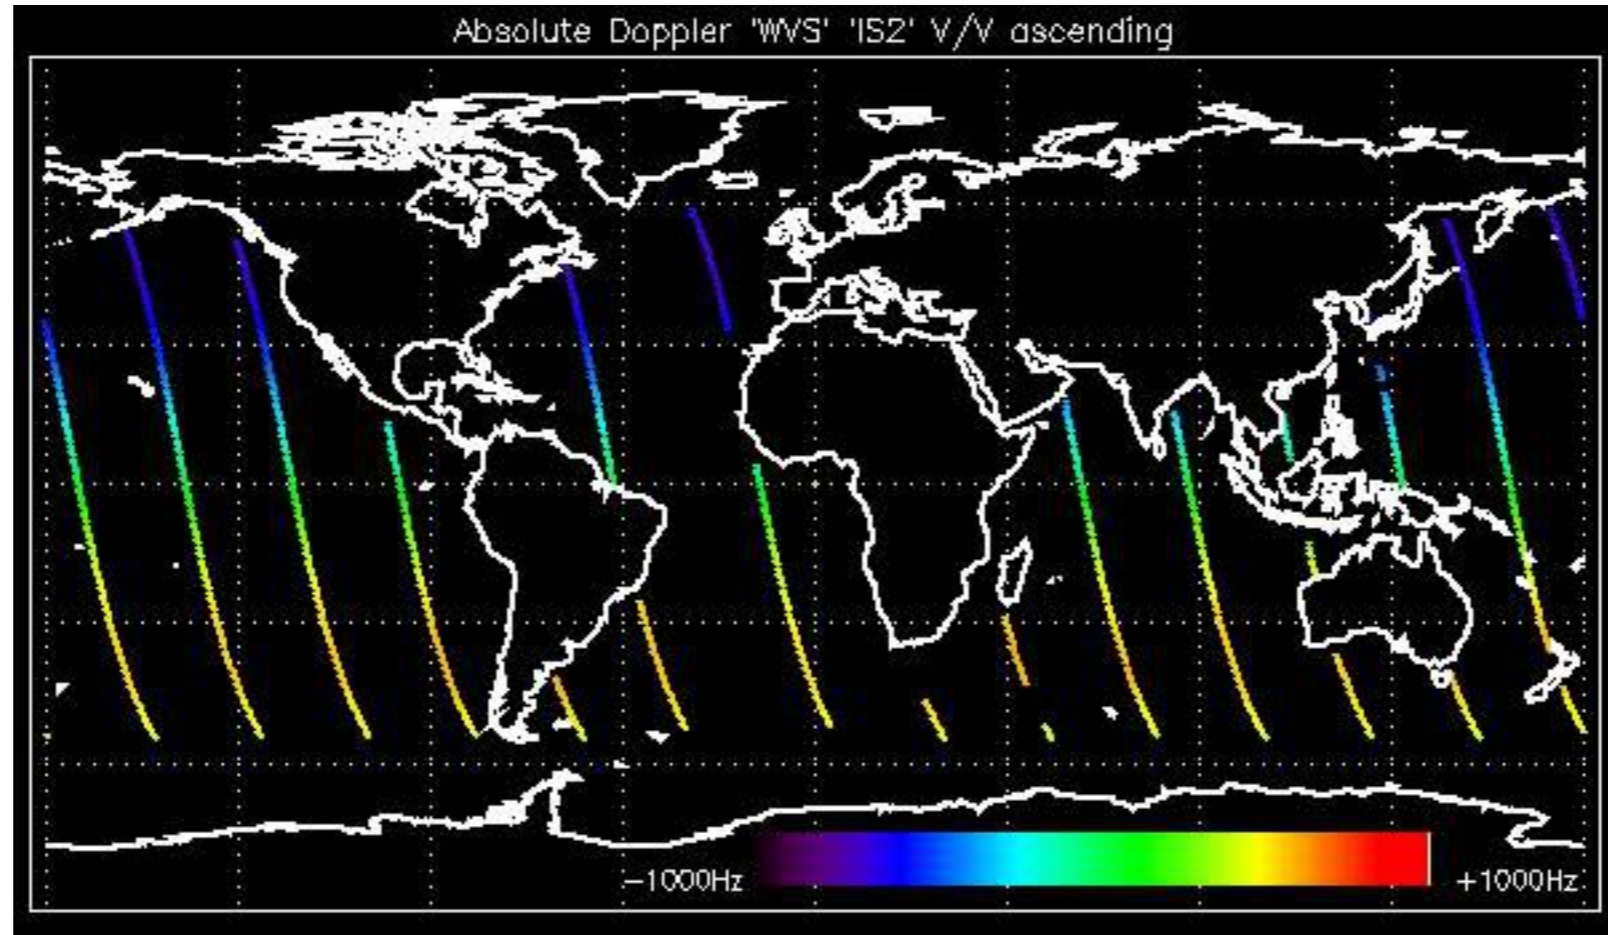 Absolute Doppler 'WVS' 'IS2' V/V ascending
−1000Hz +1000Hz